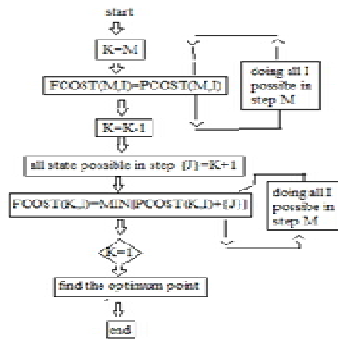 start
K=M
FCOST(M,I)=PCOST(M,I)
doing all I
possibe in
step M
K=K-1
all state possible in step {J}=K+1
FCOST(K,I)=MIN[PCOST(K,I)+{J}]
doing all I
possibe in
step M
K=1
find the optimum point
end